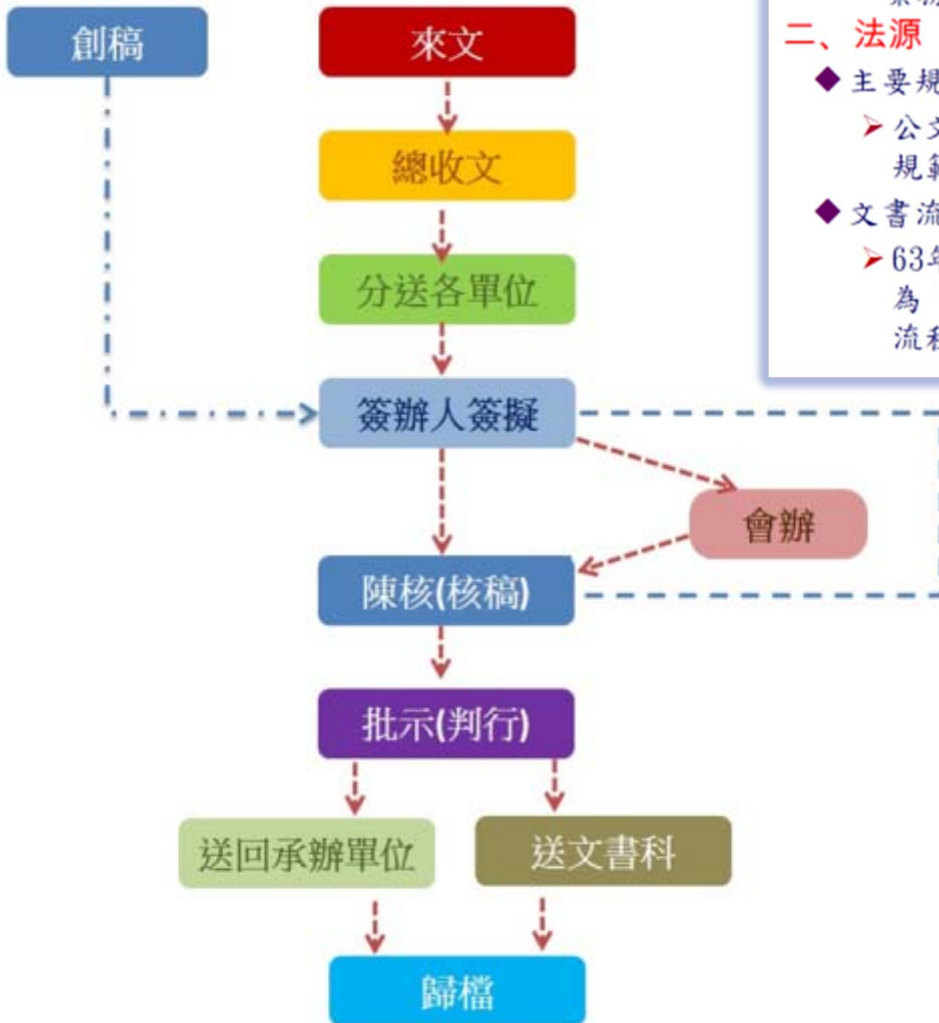 創稿
來文
總收文
分送各單位
簽辦人簽擬
會辦
陳核(核稿)
批示(判行)
送回承辦單位
送文書科
歸檔
二、法源
◆主要規
➢公文
規範
◆文書流
➢63年
為
流程